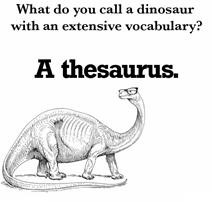 What do you call a dinosaur
with an extensive vocabulary?
A thesaurus.